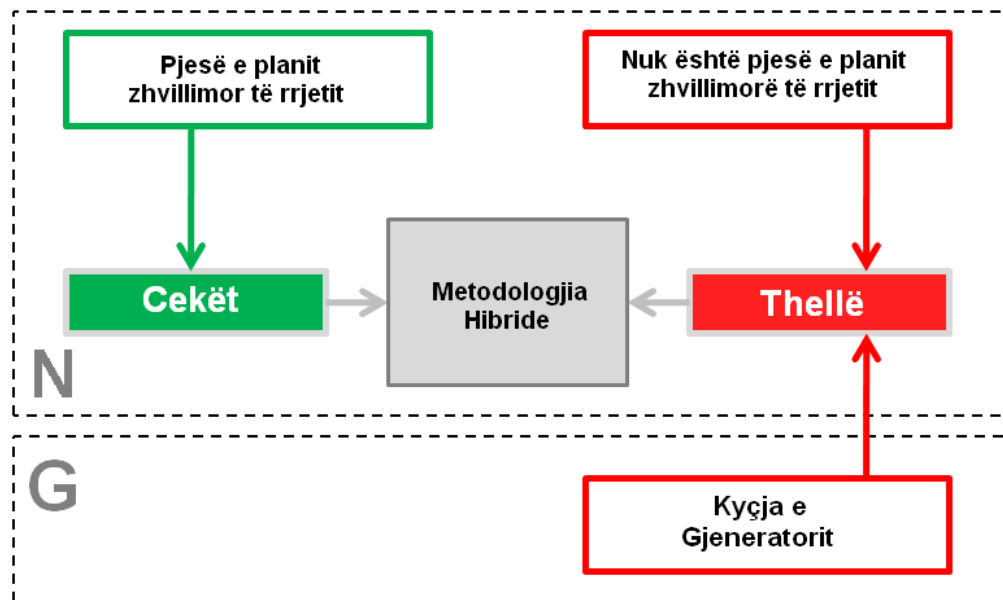 Pjesë e planit
zhvillimor të rrjetit
Nuk është pjesë e planit
zhvillimorë të rrjetit
Cekët
Metodologjia
Hibride
Thellë
N
G
Kyçja e
Gjeneratorit